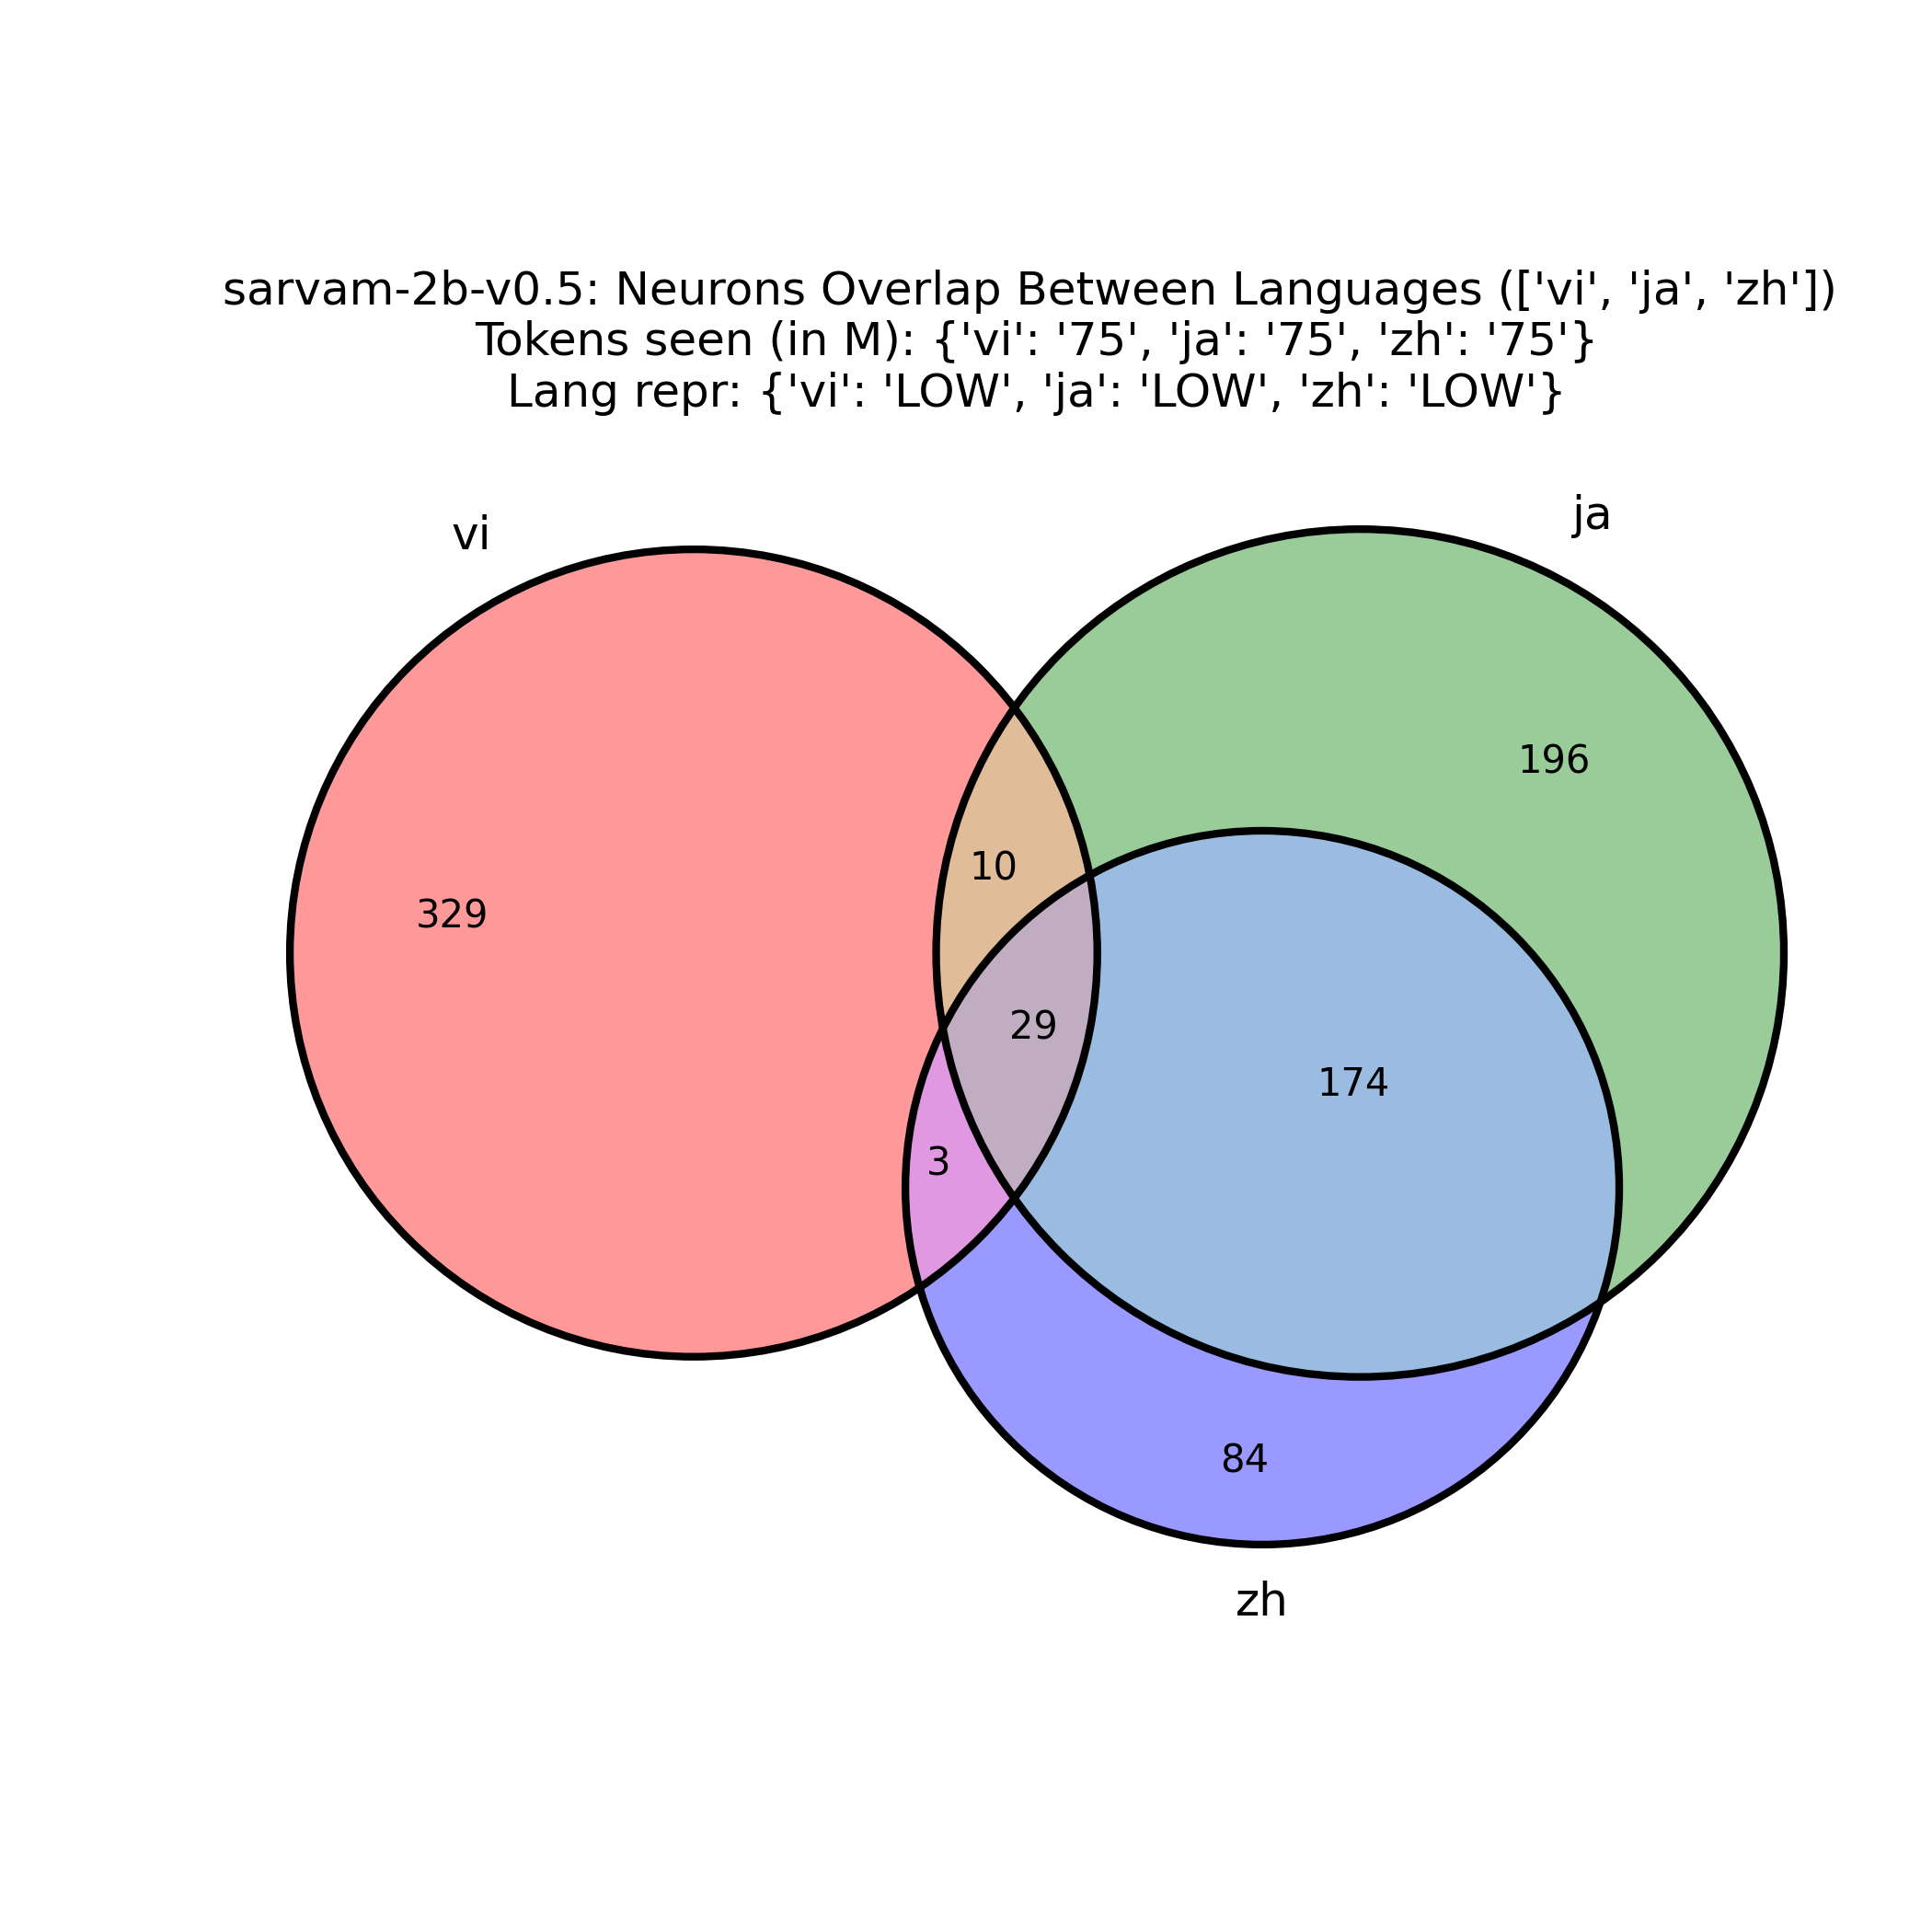 sarvam-2b-v0.5: Neurons Overlap Between Languages (['vi', 'ja', 'zh'])
Tokens seen (in M): {'vi': '75', 'ja': '75', 'zh': '75'}
Lang repr: {'vi': 'LOW', 'ja': 'LOW', 'zh': 'LOW'}
vi
ja
196
10
329
29
174
3
84
zh